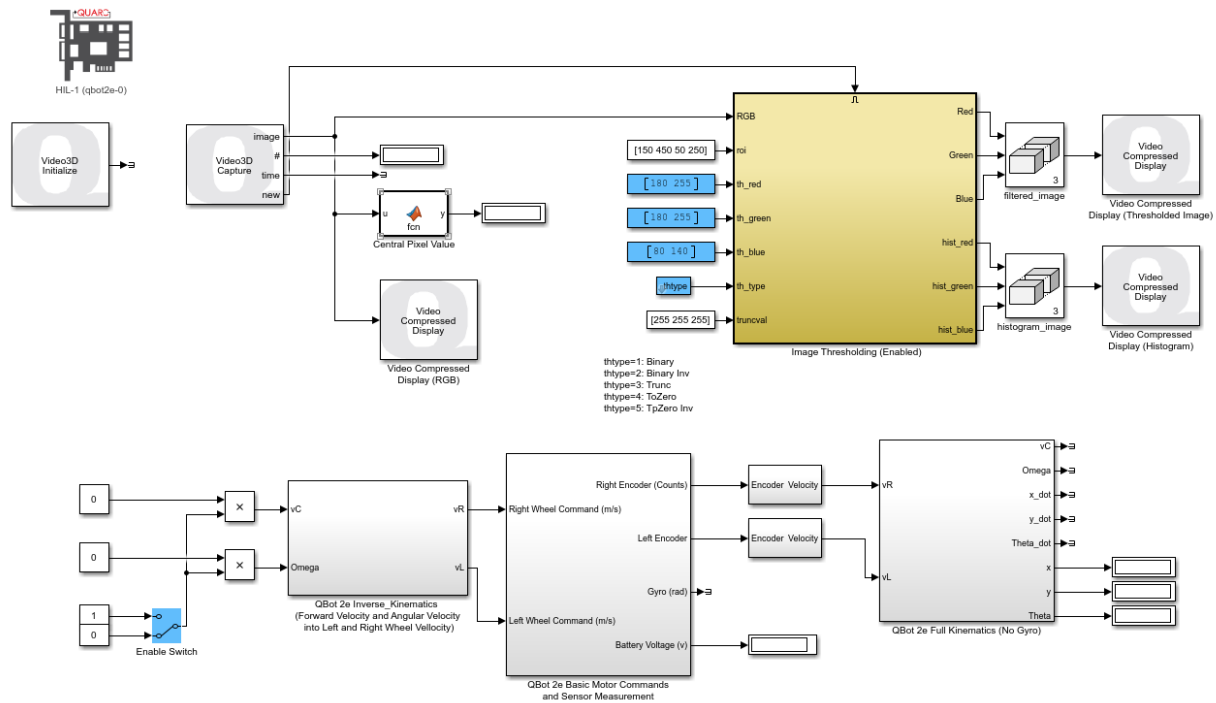 QUARC
HIL-1 (qbot2e-0)
Video3D
Initialize
Video3D
Capture
image
#
time
new
u
y
fcn
Central Pixel Value
Video
Compressed
Display
Video Compressed
Display (RGB)
[150 450 50 250]
[180 255]
[180 255]
[80 140]
thtype
[255 255 255]
RGB
roi
th_red
th_green
th_blue
th_type
truncval
Red
Green
Blue
hist_red
hist_green
hist_blue
Image Thresholding (Enabled)
3
filtered_image
3
histogram_image
Video
Compressed
Display
Video Compressed
Display (Thresholded Image)
Video
Compressed
Display
Video Compressed
Display (Histogram)
thtype=1: Binary
thtype=2: Binary Inv
thtype=3: Trunc
thtype=4: ToZero
thtype=5: TpZero Inv
0
0
1
0
Enable Switch
×
×
vC
Omega
vR
vL
QBot 2e Inverse_Kinematics
(Forward Velocity and Angular Velocity
into Left and Right Wheel Vellocity)
Right Wheel Command (m/s)
Left Wheel Command (m/s)
Right Encoder (Counts)
Left Encoder
Gyro (rad)
Battery Voltage (v)
QBot 2e Basic Motor Commands
and Sensor Measurement
Encoder Velocity
Encoder Velocity
vR
vL
vC
Omega
x_dot
y_dot
Theta_dot
x
y
Theta
QBot 2e Full Kinematics (No Gyro)